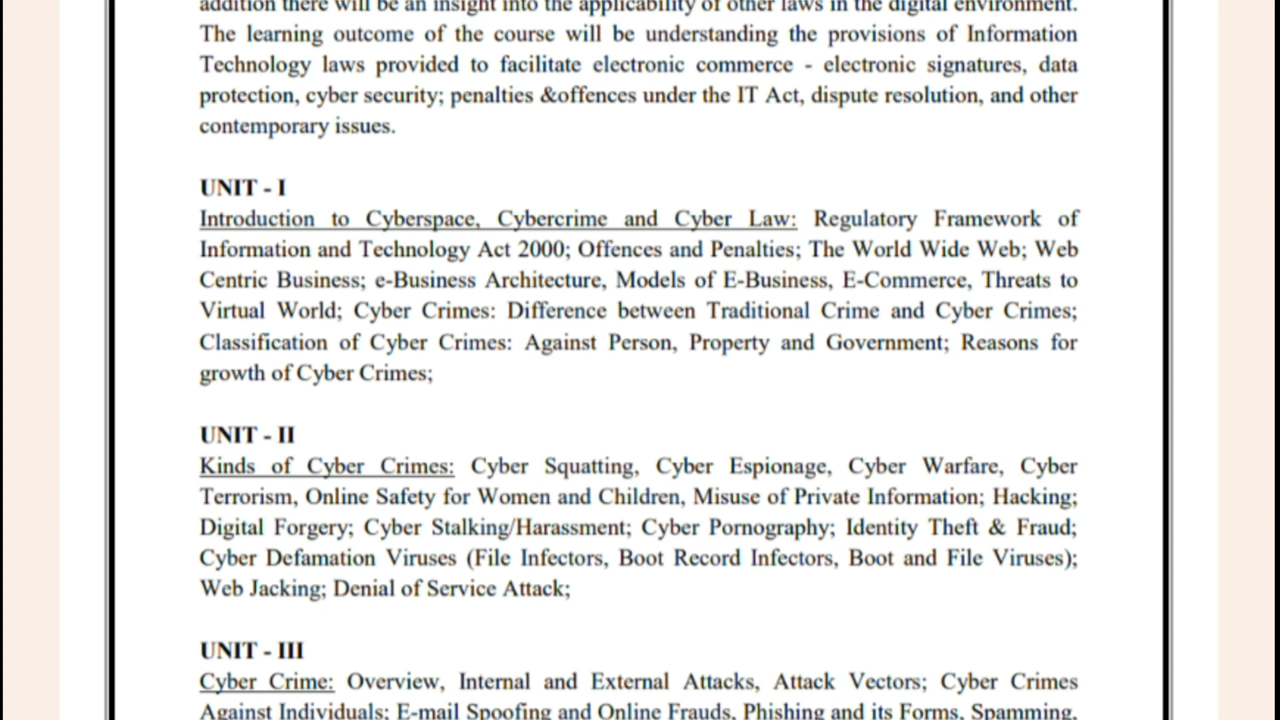 addition there will be an insight into the applicability of other laws in the digital environment.
The learning outcome of the course will be understanding the provisions of Information
Technology laws provided to facilitate electronic commerce - electronic signatures, data
protection, cyber security; penalties &offences under the IT Act, dispute resolution, and other
contemporary issues.
UNIT - I
Introduction to Cyberspace, Cybercrime and Cyber Law: Regulatory Framework of
Information and Technology Act 2000; Offences and Penalties; The World Wide Web; Web
Centric Business; e-Business Architecture, Models of E-Business, E-Commerce, Threats to
Virtual World; Cyber Crimes: Difference between Traditional Crime and Cyber Crimes;
Classification of Cyber Crimes: Against Person, Property and Government; Reasons for
growth of Cyber Crimes;
UNIT - II
Kinds of Cyber Crimes: Cyber Squatting, Cyber Espionage, Cyber Warfare, Cyber
Terrorism, Online Safety for Women and Children, Misuse of Private Information; Hacking;
Digital Forgery; Cyber Stalking/Harassment; Cyber Pornography; Identity Theft & Fraud;
Cyber Defamation Viruses (File Infectors, Boot Record Infectors, Boot and File Viruses);
Web Jacking; Denial of Service Attack;
UNIT - III
Cyber Crime: Overview, Internal and External Attacks, Attack Vectors; Cyber Crimes
Against Individuals: E-mail Spoofing and Online Frauds, Phishing and its Forms, Spamming,